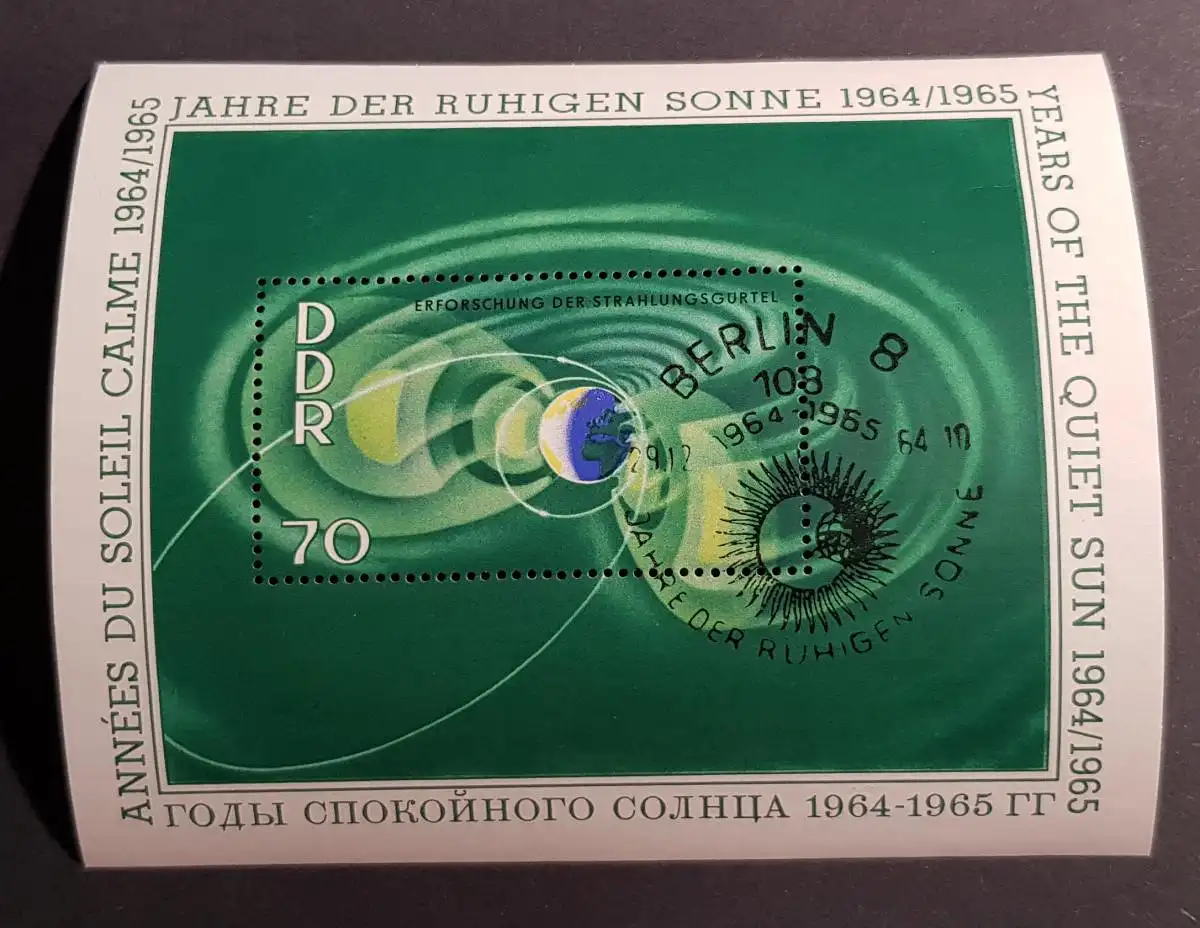 JAHRE DER RUHIGEN SONNE 1964/1965
YEARS OF THE QUIET SUN 1964/1965
ANNÉES DU SOLEIL CALME 1964/1965
ERFORSCHUNG DER STRAHLUNGSGÜRTEL
DDR
70
BERLIN 8
108
1964-1965
29.12 64 10
JAHRE DER RUHIGEN SONNE
ГОДЫ СПОКОЙНОГО СОЛНЦА 1964-1965 ГГ